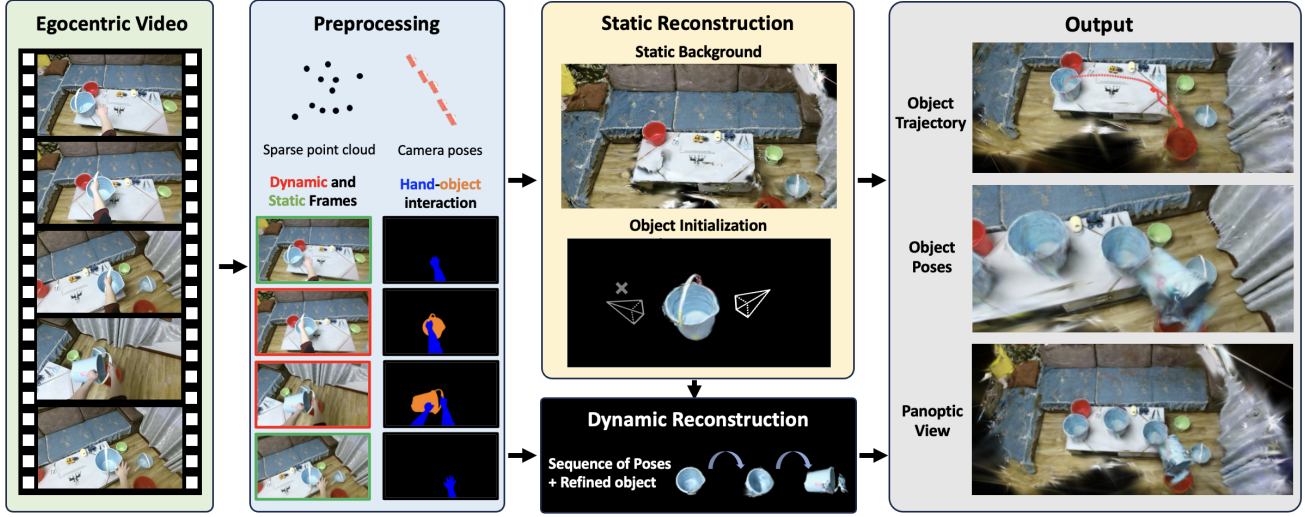 Egocentric Video
Preprocessing
Sparse point cloud
Camera poses
Dynamic and
Static Frames
Hand-object
interaction
Static Reconstruction
Static Background
Object Initialization
Dynamic Reconstruction
Sequence of Poses
+ Refined object
Output
Object
Trajectory
Object
Poses
Panoptic
View